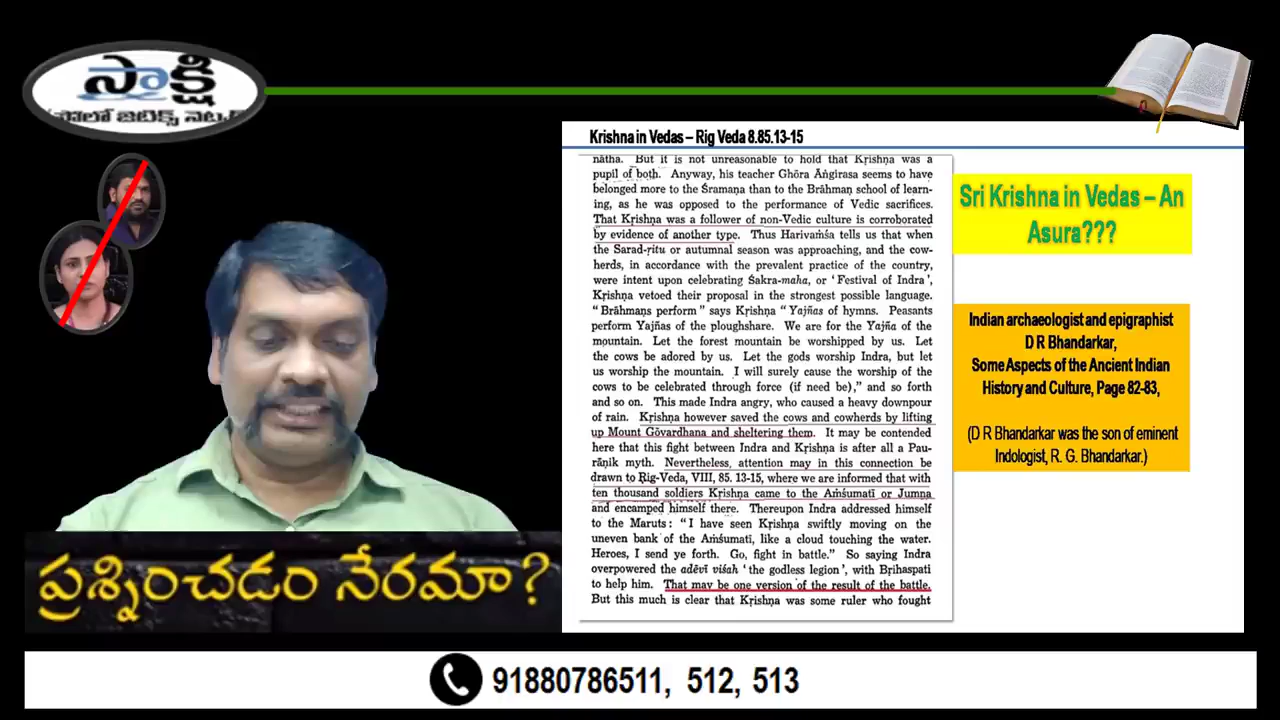 సాక్షి
Krishna in Vedas – Rig Veda 8.85.13-15
nātha. But it is not unreasonable to hold that Kṛishṇa was a
pupil of both. Anyway, his teacher Ghōra Āṅgirasa seems to have
belonged more to the Śramaṇa than to the Brāhmaṇ school of learn-
ing, as he was opposed to the performance of Vedic sacrifices.
That Kṛishṇa was a follower of non-Vedic culture is corroborated
by evidence of another type. Thus Harivaṁśa tells us that when
the Sarad-ṛitu or autumnal season was approaching, and the cow-
herds, in accordance with the prevalent practice of the country,
were intent upon celebrating Śakra-maha, or ‘Festival of Indra’,
Kṛishṇa vetoed their proposal in the strongest possible language.
“Brāhmaṇs perform” says Kṛishṇa “Yajñas of hymns. Peasants
perform Yajñas of the ploughshare. We are for the Yajña of the
mountain. Let the forest mountain be worshipped by us. Let
the cows be adored by us. Let the gods worship Indra, but let
us worship the mountain. I will surely cause the worship of the
cows to be celebrated through force (if need be),” and so forth
and so on. This made Indra angry, who caused a heavy downpour
of rain. Kṛishṇa however saved the cows and cowherds by lifting
up Mount Gōvardhana and sheltering them. It may be contended
here that this fight between Indra and Kṛishṇa is after all a Pau-
rāṇik myth. Nevertheless, attention may in this connection be
drawn to Ṛig-Veda, VIII, 85. 13-15, where we are informed that with
ten thousand soldiers Kṛishṇa came to the Aṁśumatī or Jumna
and encamped himself there. Thereupon Indra addressed himself
to the Maruts: “I have seen Kṛishṇa swiftly moving on the
uneven bank of the Aṁśumatī, like a cloud touching the water.
Heroes, I send ye forth. Go, fight in battle.” So saying Indra
overpowered the adēvī viśaḥ ‘the godless legion’, with Bṛihaspati
to help him. That may be one version of the result of the battle.
But this much is clear that Kṛishṇa was some ruler who fought
Sri Krishna in Vedas – An
Asura???
Indian archaeologist and epigraphist
D R Bhandarkar,
Some Aspects of the Ancient Indian
History and Culture, Page 82-83,
(D R Bhandarkar was the son of eminent
Indologist, R. G. Bhandarkar.)
ప్రశ్నించడం నేరమా?
91880786511, 512, 513